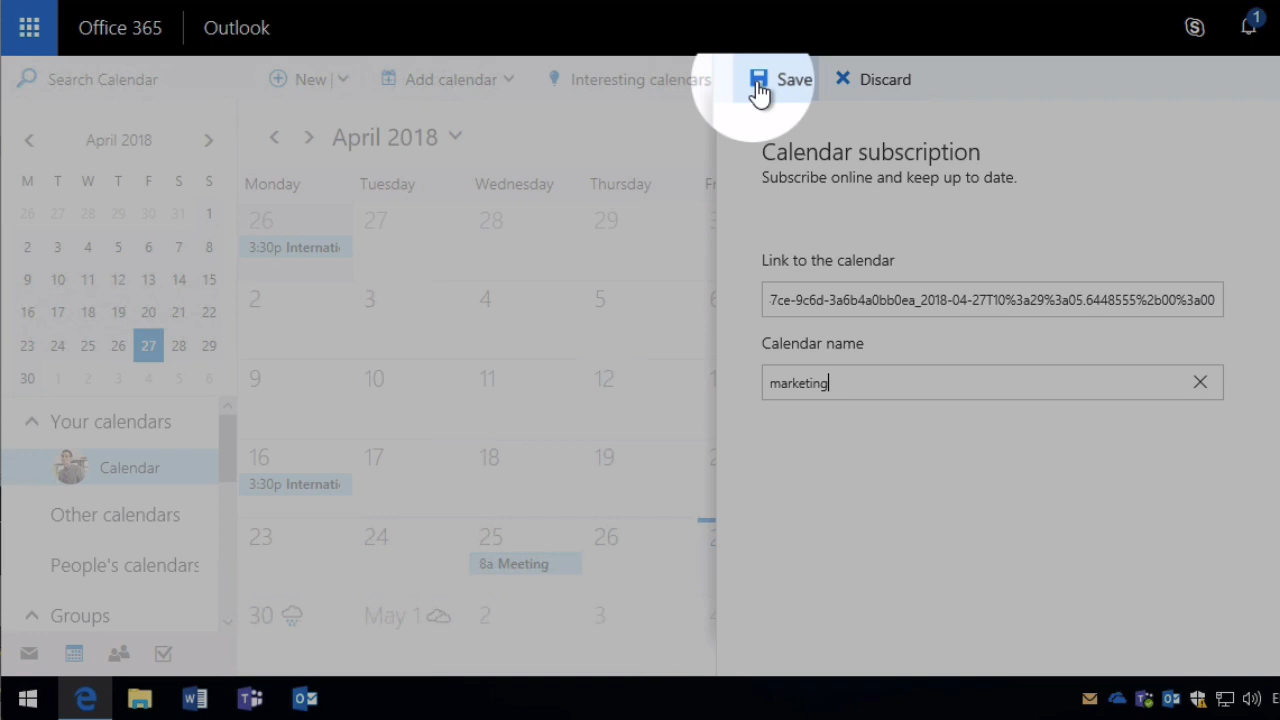 Office 365
Outlook
1
Search Calendar
New
Add calendar
Interesting calendars
Save
Discard
April 2018
M T W T F S S
26 27 28 29 30 31 1
2 3 4 5 6 7 8
9 10 11 12 13 14 15
16 17 18 19 20 21 22
23 24 25 26 27 28 29
30 1 2 3 4 5 6
Your calendars
Calendar
Other calendars
People's calendars
Groups
April 2018
Monday Tuesday Wednesday Thursday
26 27 28 29
3:30p Internati
2 3 4 5
9 10 11 12
16 17 18 19
3:30p Internati
23 24 25 26
8a Meeting
30 May 1 2 3
Calendar subscription
Subscribe online and keep up to date.
Link to the calendar
7ce-9c6d-3a6b4a0bb0ea_2018-04-27T10%3a29%3a05.6448555%2b00%3a00
Calendar name
marketing